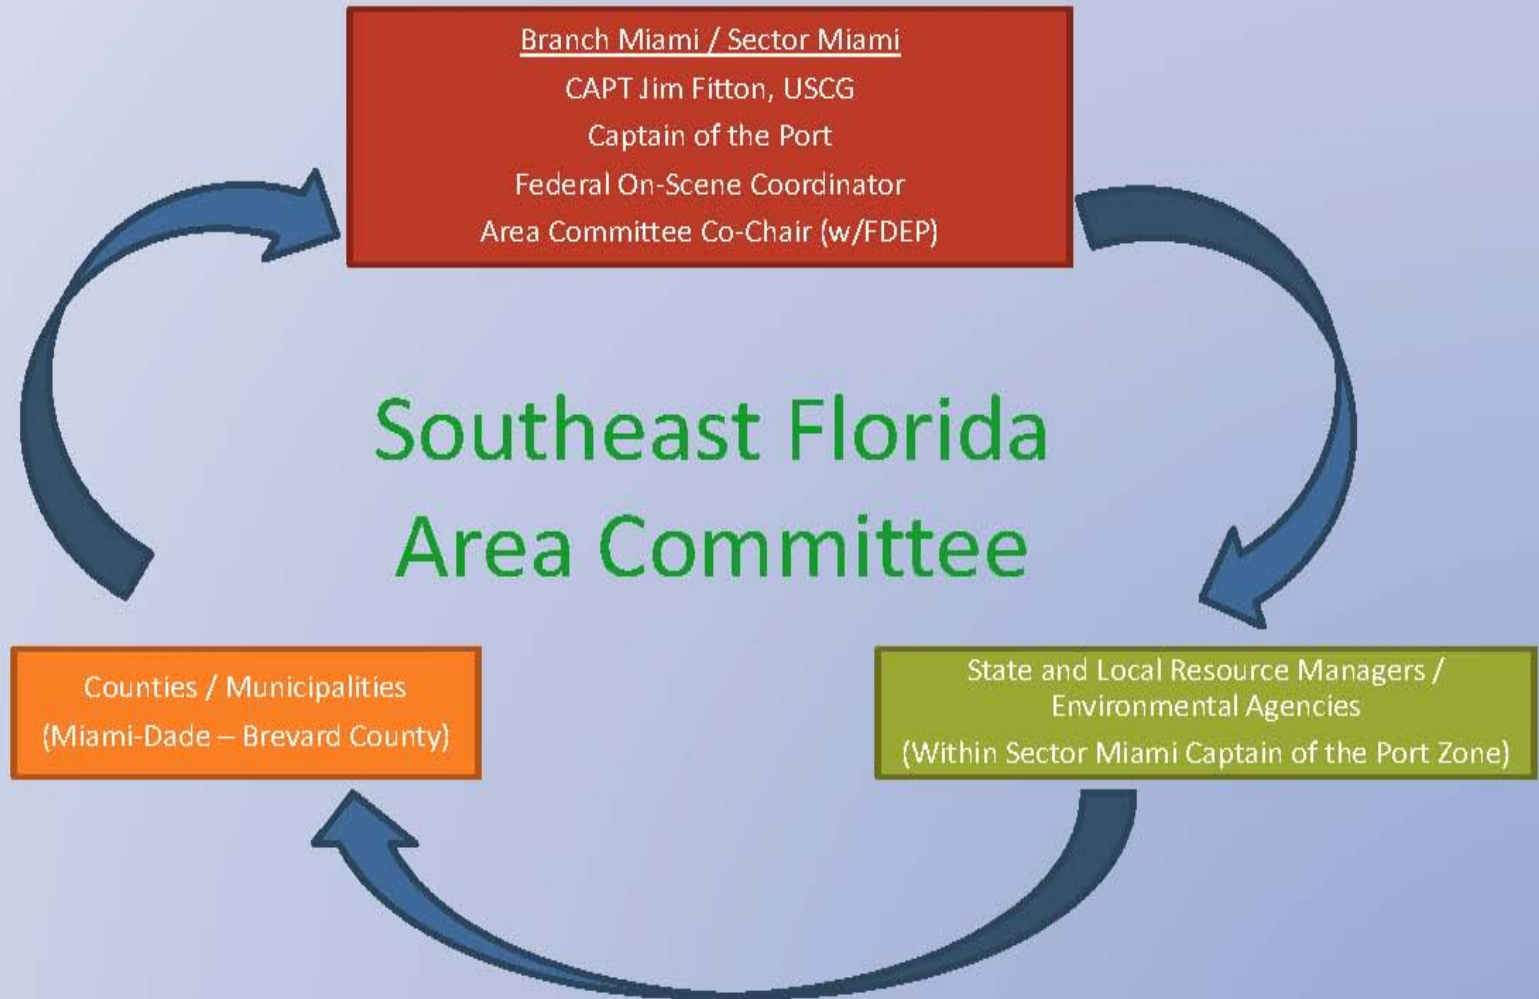 Branch Miami / Sector Miami
CAPT Jim Fitton, USCG
Captain of the Port
Federal On-Scene Coordinator
Area Committee Co-Chair (w/FDEP)
Southeast Florida
Area Committee
Counties / Municipalities
(Miami-Dade – Brevard County)
State and Local Resource Managers /
Environmental Agencies
(Within Sector Miami Captain of the Port Zone)